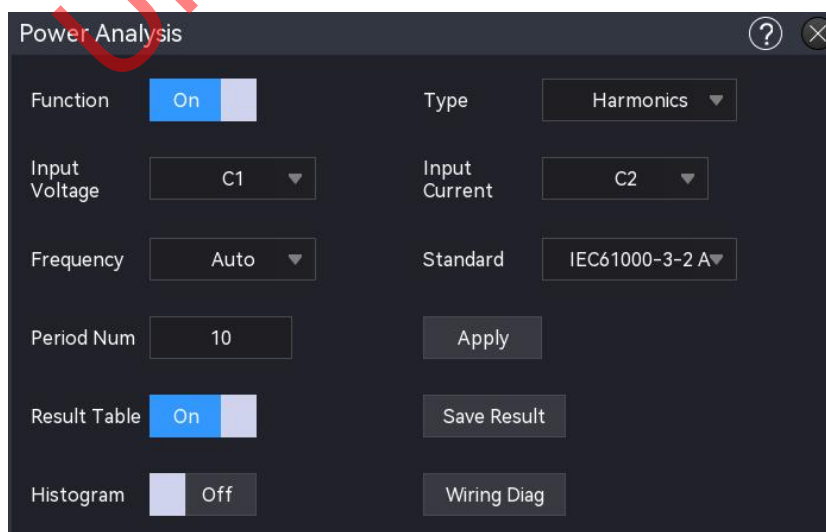 Power Analysis ?
Function On Type Harmonics
Input Voltage C1 Input Current C2
Frequency Auto Standard IEC61000-3-2 A
Period Num 10 Apply
Result Table On Save Result
Histogram Off Wiring Diag